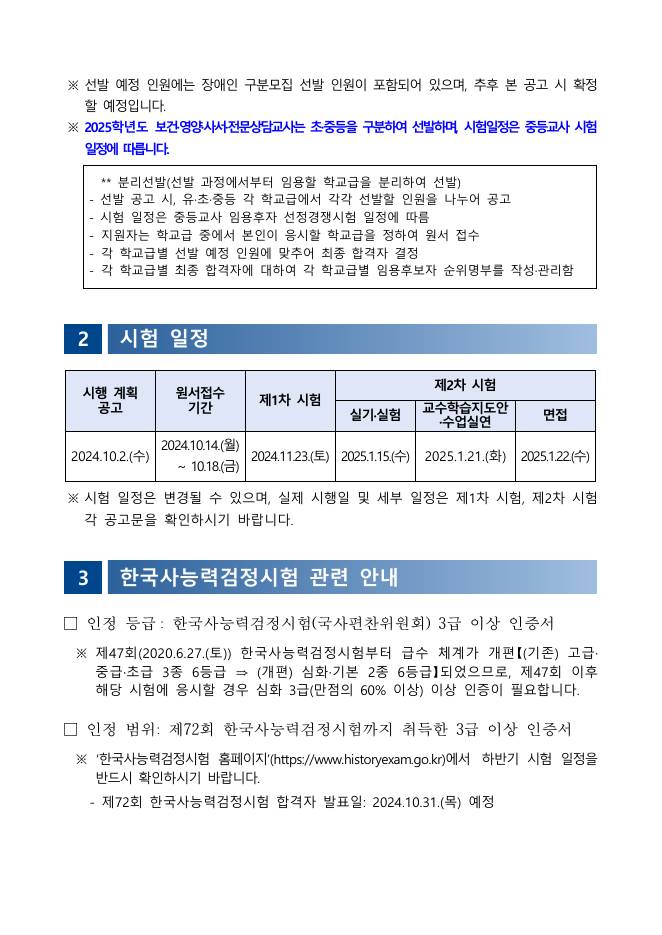 ※ 선발 예정 인원에는 장애인 구분모집 선발 인원이 포함되어 있으며, 추후 본 공고 시 확정
할 예정입니다.
※ 2025학년도 보건·영양·사서·전문상담교사는 초·중등을 구분하여 선발하며, 시험일정은 중등교사 시험
일정에 따릅니다.
** 분리선발(선발 과정에서부터 임용할 학교급을 분리하여 선발)
- 선발 공고 시, 유·초·중등 각 학교급에서 각각 선발할 인원을 나누어 공고
- 시험 일정은 중등교사 임용후자 선정경쟁시험 일정에 따름
- 지원자는 학교급 중에서 본인이 응시할 학교급을 정하여 원서 접수
- 각 학교급별 선발 예정 인원에 맞추어 최종 합격자 결정
- 각 학교급별 최종 합격자에 대하여 각 학교급별 임용후보자 순위명부를 작성·관리함
2 시험 일정
시행 계획
공고
원서접수
기간
제1차 시험
제2차 시험
실기·실험
교수학습지도안
·수업실연
면접
2024.10.2.(수)
2024.10.14.(월)
~ 10.18.(금)
2024.11.23.(토)
2025.1.15.(수)
2025.1.21.(화)
2025.1.22.(수)
※ 시험 일정은 변경될 수 있으며, 실제 시행일 및 세부 일정은 제1차 시험, 제2차 시험
각 공고문을 확인하시기 바랍니다.
3 한국사능력검정시험 관련 안내
□ 인정 등급 : 한국사능력검정시험(국사편찬위원회) 3급 이상 인증서
※ 제47회(2020.6.27.(토)) 한국사능력검정시험부터 급수 체계가 개편【(기존) 고급·
중급·초급 3종 6등급 ⇒ (개편) 심화·기본 2종 6등급】되었으므로, 제47회 이후
해당 시험에 응시할 경우 심화 3급(만점의 60% 이상) 이상 인증이 필요합니다.
□ 인정 범위: 제72회 한국사능력검정시험까지 취득한 3급 이상 인증서
※ '한국사능력검정시험 홈페이지'(https://www.historyexam.go.kr)에서 하반기 시험 일정을
반드시 확인하시기 바랍니다.
- 제72회 한국사능력검정시험 합격자 발표일: 2024.10.31.(목) 예정